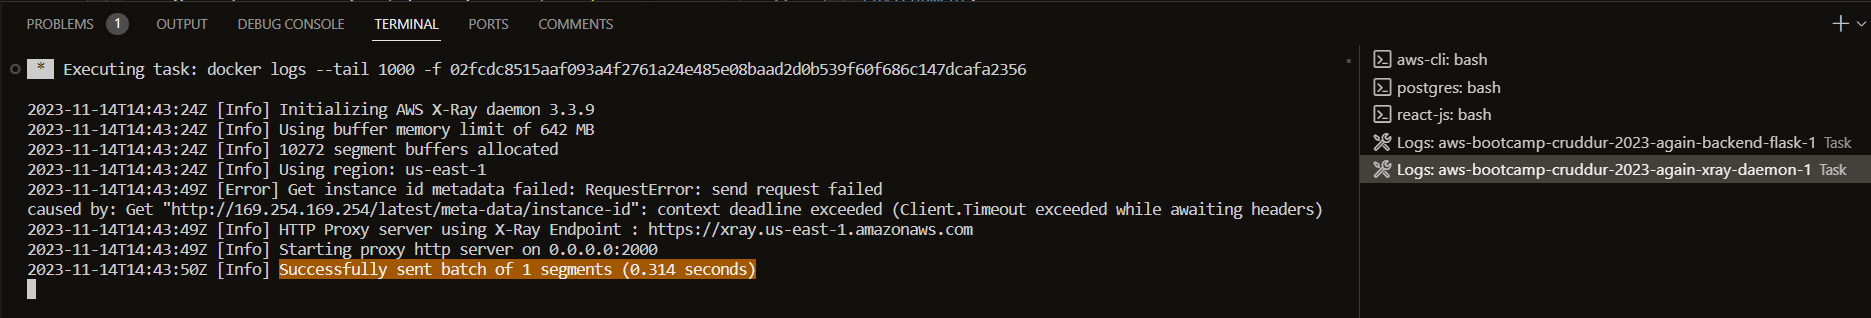 PROBLEMS 1 OUTPUT DEBUG CONSOLE TERMINAL PORTS COMMENTS
* Executing task: docker logs --tail 1000 -f 02fcdc8515aaf093a4f2761a24e485e08baad2d0b539f60f686c147dcafa2356
2023-11-14T14:43:24Z [Info] Initializing AWS X-Ray daemon 3.3.9
2023-11-14T14:43:24Z [Info] Using buffer memory limit of 642 MB
2023-11-14T14:43:24Z [Info] 10272 segment buffers allocated
2023-11-14T14:43:24Z [Info] Using region: us-east-1
2023-11-14T14:43:49Z [Error] Get instance id metadata failed: RequestError: send request failed
caused by: Get "http://169.254.169.254/latest/meta-data/instance-id": context deadline exceeded (Client.Timeout exceeded while awaiting headers)
2023-11-14T14:43:49Z [Info] HTTP Proxy server using X-Ray Endpoint : https://xray.us-east-1.amazonaws.com
2023-11-14T14:43:49Z [Info] Starting proxy http server on 0.0.0.0:2000
2023-11-14T14:43:50Z [Info] Successfully sent batch of 1 segments (0.314 seconds)
aws-cli: bash
postgres: bash
react-js: bash
Logs: aws-bootcamp-cruddur-2023-again-backend-flask-1 Task
Logs: aws-bootcamp-cruddur-2023-again-xray-daemon-1 Task